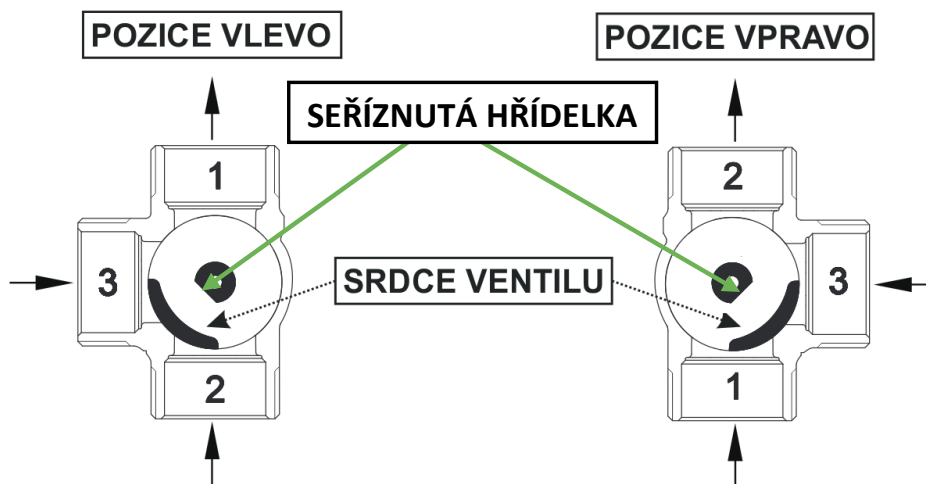 POZICE VLEVO
POZICE VPRAVO
SEŘÍZNUTÁ HŘÍDELKA
1
2
3
SRDCE VENTILU
3
2
1